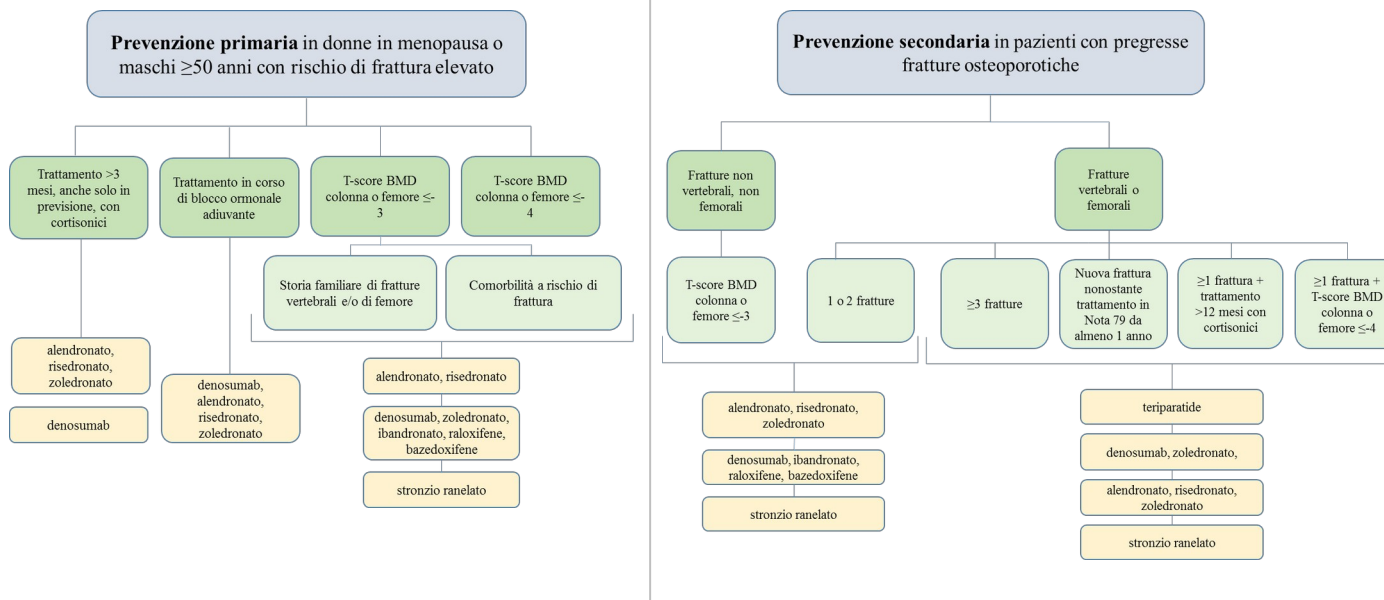 Prevenzione primaria in donne in menopausa o
maschi ≥50 anni con rischio di frattura elevato
Trattamento >3
mesi, anche solo in
previsione, con
cortisonici
Trattamento in corso
di blocco ormonale
adiuvante
T-score BMD
colonna o femore ≤-
3
T-score BMD
colonna o femore ≤-
4
Storia familiare di fratture
vertebrali e/o di femore
Comorbilità a rischio di
frattura
alendronato,
risedronato,
zoledronato
denosumab
denosumab,
alendronato,
risedronato,
zoledronato
alendronato, risedronato
denosumab, zoledronato,
ibandronato, raloxifene,
bazedoxifene
stronzio ranelato
Prevenzione secondaria in pazienti con pregresse
fratture osteoporotiche
Fratture non
vertebrali, non
femorali
Fratture
vertebrali o
femorali
T-score BMD
colonna o
femore ≤-3
1 o 2 fratture
≥3 fratture
Nuova frattura
nonostante
trattamento in
Nota 79 da
almeno 1 anno
≥1 frattura +
trattamento
>12 mesi con
cortisonici
≥1 frattura +
T-score BMD
colonna o
femore ≤-4
alendronato, risedronato,
zoledronato
denosumab, ibandronato,
raloxifene, bazedoxifene
stronzio ranelato
teriparatide
denosumab, zoledronato,
alendronato, risedronato,
zoledronato
stronzio ranelato